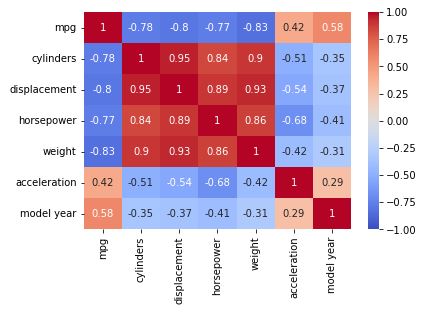 mpg 1 -0.78 -0.8 -0.77 -0.83 0.42 0.58
cylinders -0.78 1 0.95 0.84 0.9 -0.51 -0.35
displacement -0.8 0.95 1 0.89 0.93 -0.54 -0.37
horsepower -0.77 0.84 0.89 1 0.86 -0.68 -0.41
weight -0.83 0.9 0.93 0.86 1 -0.42 -0.31
acceleration 0.42 -0.51 -0.54 -0.68 -0.42 1 0.29
model year 0.58 -0.35 -0.37 -0.41 -0.31 0.29 1
mpg
cylinders
displacement
horsepower
weight
acceleration
model year
1.00
0.75
0.50
0.25
0.00
−0.25
−0.50
−0.75
−1.00